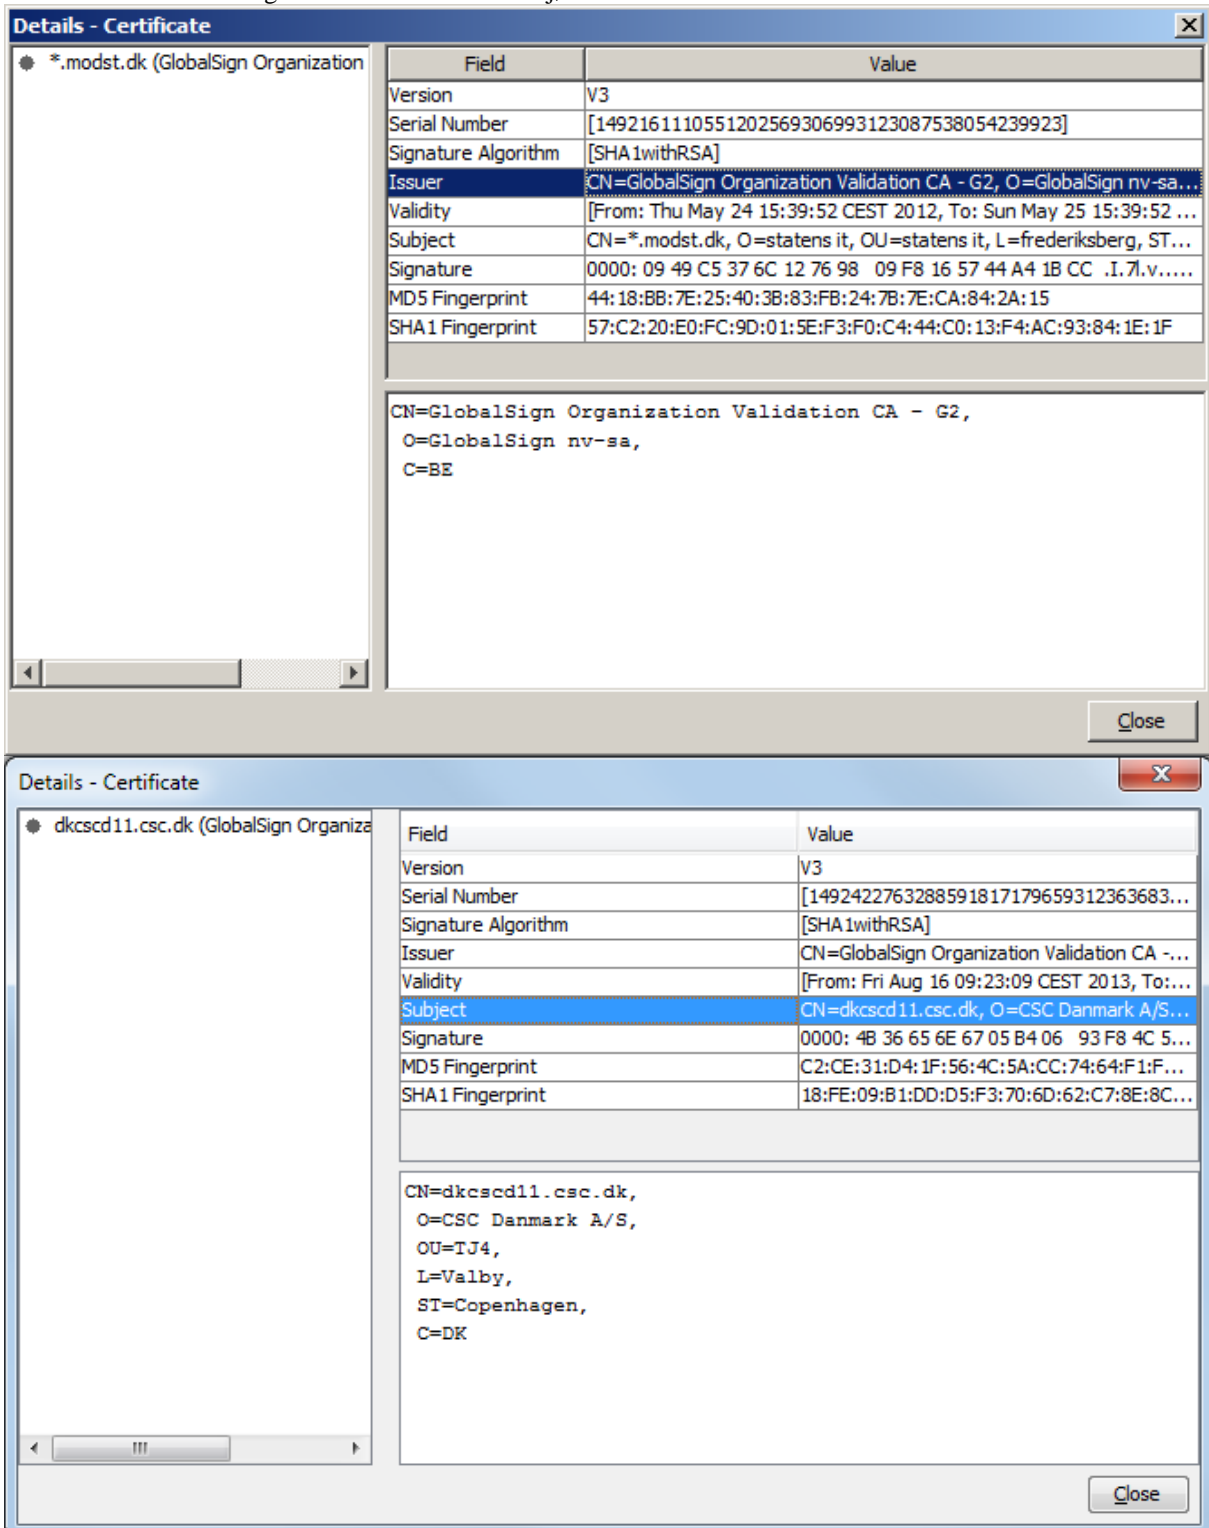 Details - Certificate
*.modst.dk (GlobalSign Organization
Field Value
Version V3
Serial Number [1492161110551202569306993123087538054239923]
Signature Algorithm [SHA1withRSA]
Issuer CN=GlobalSign Organization Validation CA - G2, O=GlobalSign nv-sa...
Validity [From: Thu May 24 15:39:52 CEST 2012, To: Sun May 25 15:39:52 ...
Subject CN=*.modst.dk, O=statens it, OU=statens it, L=frederiksberg, ST...
Signature 0000: 09 49 C5 37 6C 12 76 98 09 F8 16 57 44 A4 1B CC .I.7l.v.....
MD5 Fingerprint 44:18:BB:7E:25:40:3B:83:FB:24:7B:7E:CA:84:2A:15
SHA1 Fingerprint 57:C2:20:E0:FC:9D:01:5E:F3:F0:C4:44:C0:13:F4:AC:93:84:1E:1F
CN=GlobalSign Organization Validation CA - G2,
O=GlobalSign nv-sa,
C=BE
Close
Details - Certificate
dkcscd11.csc.dk (GlobalSign Organiza
Field Value
Version V3
Serial Number [1492422763288591817179659312363683...
Signature Algorithm [SHA1withRSA]
Issuer CN=GlobalSign Organization Validation CA -...
Validity [From: Fri Aug 16 09:23:09 CEST 2013, To:...
Subject CN=dkcscd11.csc.dk, O=CSC Danmark A/S...
Signature 0000: 4B 36 65 6E 67 05 B4 06 93 F8 4C 5...
MD5 Fingerprint C2:CE:31:D4:1F:56:4C:5A:CC:74:64:F1:F...
SHA1 Fingerprint 18:FE:09:B1:DD:D5:F3:70:6D:62:C7:8E:8C...
CN=dkcscd11.csc.dk,
O=CSC Danmark A/S,
OU=TJ4,
L=Valby,
ST=Copenhagen,
C=DK
Close